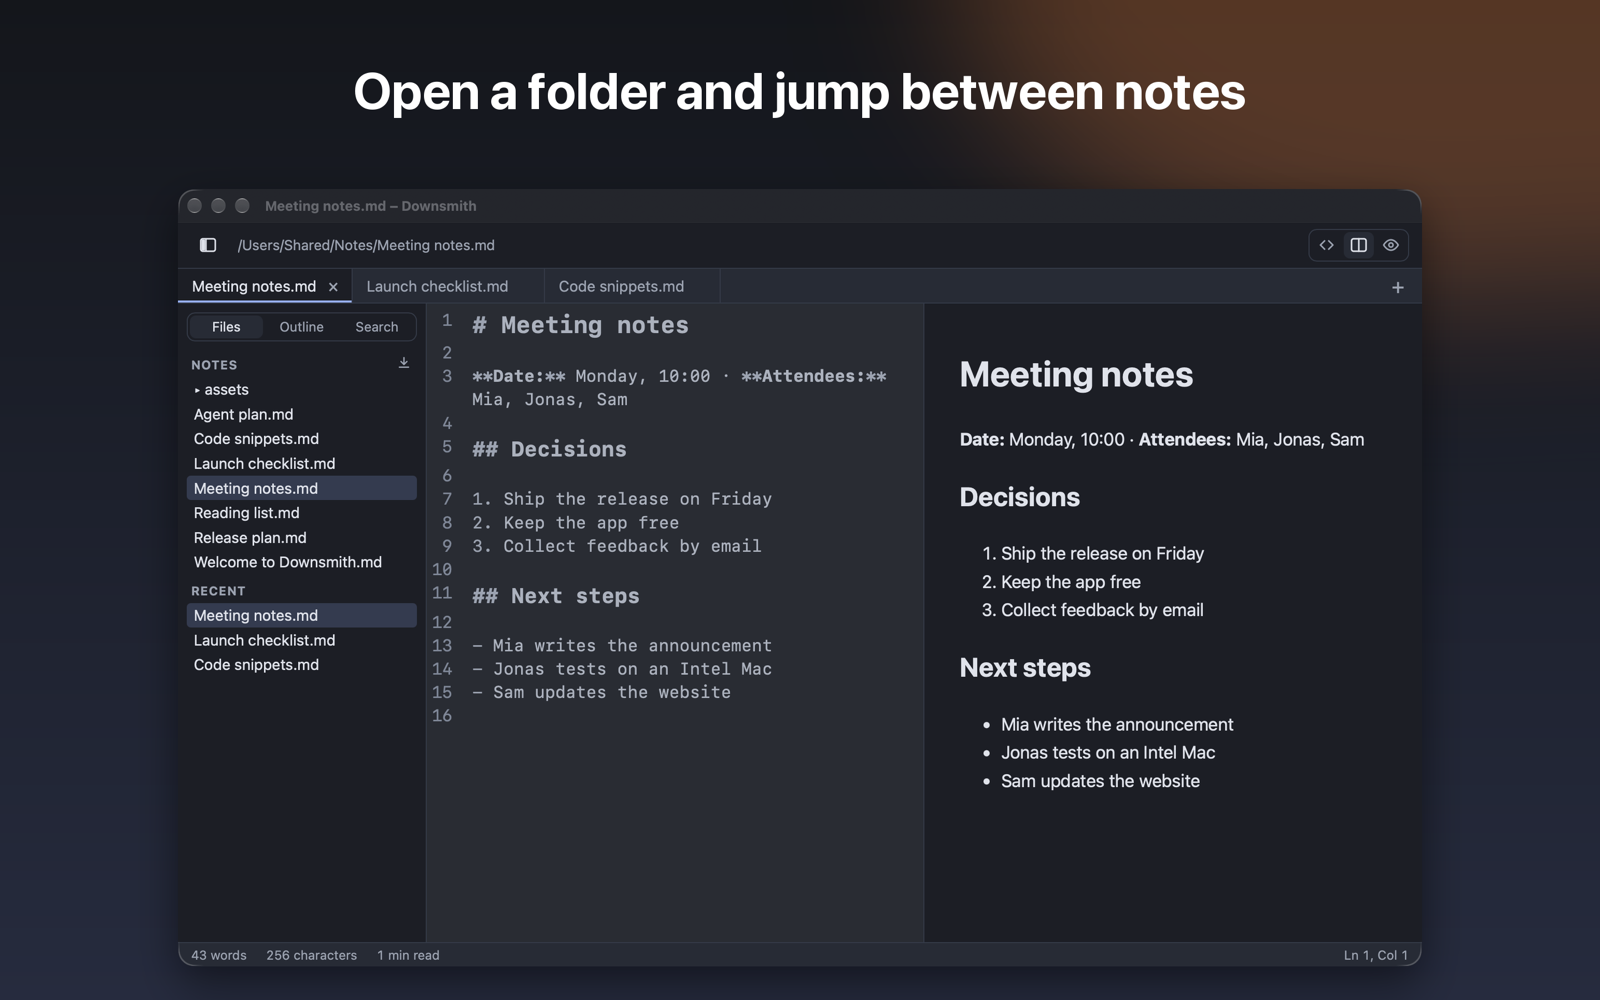 Open a folder and jump between notes
Meeting notes.md – Downsmith
/Users/Shared/Notes/Meeting notes.md
Meeting notes.md
Launch checklist.md
Code snippets.md
Files
Outline
Search
NOTES
assets
Agent plan.md
Code snippets.md
Launch checklist.md
Meeting notes.md
Reading list.md
Release plan.md
Welcome to Downsmith.md
RECENT
Meeting notes.md
Launch checklist.md
Code snippets.md
1 # Meeting notes
2
3 **Date:** Monday, 10:00 · **Attendees:**
Mia, Jonas, Sam
4
5 ## Decisions
6
7 1. Ship the release on Friday
8 2. Keep the app free
9 3. Collect feedback by email
10
11 ## Next steps
12
13 - Mia writes the announcement
14 - Jonas tests on an Intel Mac
15 - Sam updates the website
16
Meeting notes
Date: Monday, 10:00 · Attendees: Mia, Jonas, Sam
Decisions
1. Ship the release on Friday
2. Keep the app free
3. Collect feedback by email
Next steps
• Mia writes the announcement
• Jonas tests on an Intel Mac
• Sam updates the website
43 words
256 characters
1 min read
Ln 1, Col 1